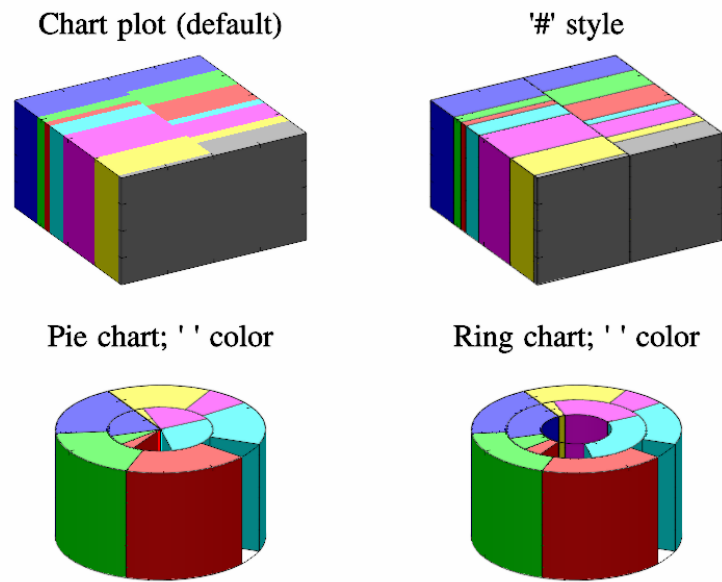 Chart plot (default)
'#' style
Pie chart; ' ' color
Ring chart; ' ' color